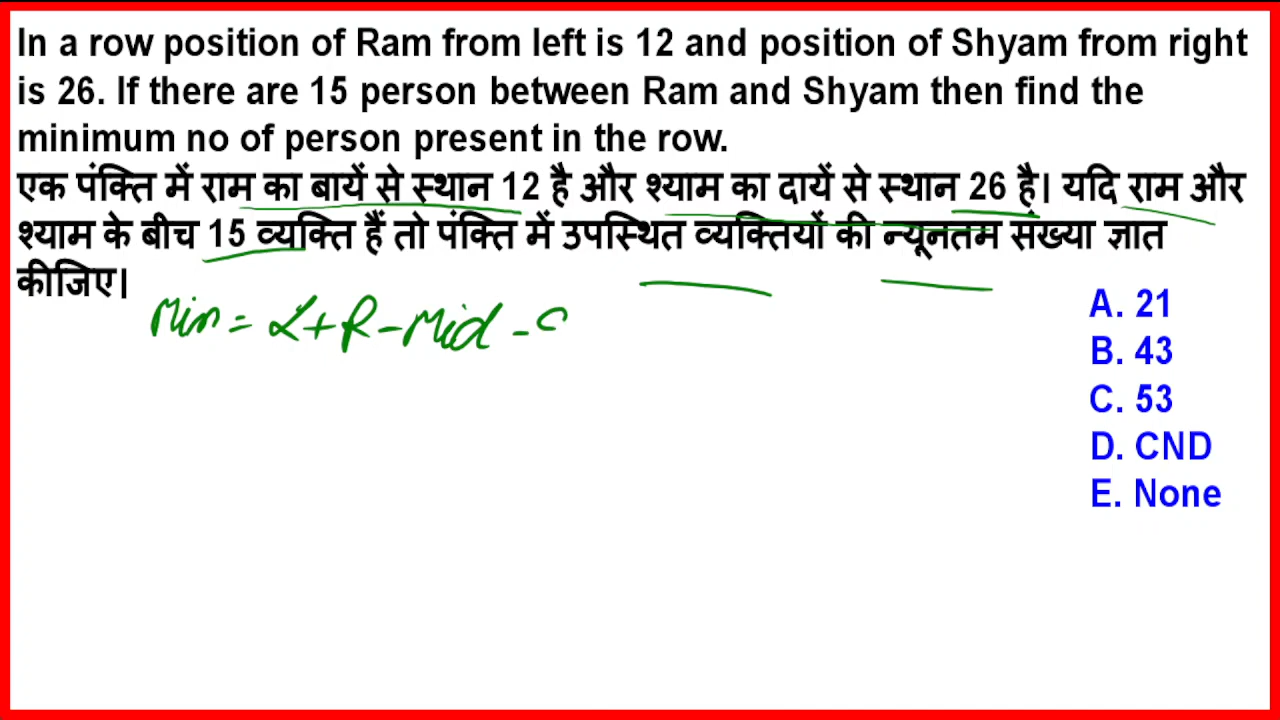 In a row position of Ram from left is 12 and position of Shyam from right
is 26. If there are 15 person between Ram and Shyam then find the
minimum no of person present in the row.
एक पंक्ति में राम का बायें से स्थान 12 है और श्याम का दायें से स्थान 26 है। यदि राम और
श्याम के बीच 15 व्यक्ति हैं तो पंक्ति में उपस्थित व्यक्तियों की न्यूनतम संख्या ज्ञात
कीजिए।
Min = L + R - Mid -
A. 21
B. 43
C. 53
D. CND
E. None